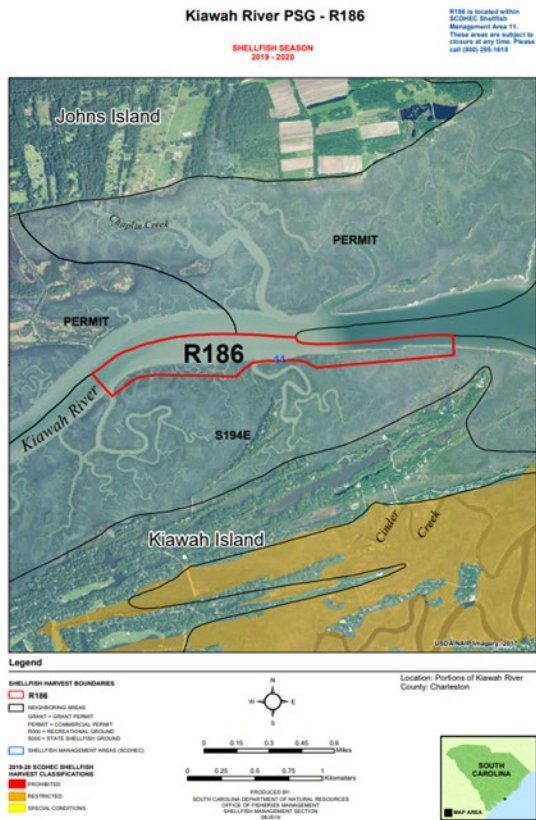 Kiawah River PSG - R186
R186 is located within
SCDHEC Shellfish
Management Area 11.
These areas are subject to
closure at any time. Please
call (800) 285-1618
SHELLFISH SEASON
2019 - 2020
Johns Island
Chaplin Creek
PERMIT
PERMIT
R186
11
Kiawah River
S194E
Kiawah Island
Cinder Creek
USDA NAIP Imagery, 2017
Legend
SHELLFISH HARVEST BOUNDARIES
R186
NEIGHBORING AREAS
GRANT = GRANT PERMIT
PERMIT = COMMERCIAL PERMIT
R000 = RECREATIONAL GROUND
S000 = STATE SHELLFISH GROUND
SHELLFISH MANAGEMENT AREAS (SCDHEC)
2019-20 SCDHEC SHELLFISH
HARVEST CLASSIFICATIONS
PROHIBITED
RESTRICTED
SPECIAL CONDITIONS
N
W E
S
0 0.15 0.3 0.45 0.6
Miles
0 0.25 0.5 0.75 1
Kilometers
PRODUCED BY:
SOUTH CAROLINA DEPARTMENT OF NATURAL RESOURCES
OFFICE OF FISHERIES MANAGEMENT
SHELLFISH MANAGEMENT SECTION
08/2019
Location: Portions of Kiawah River
County: Charleston
SOUTH
CAROLINA
MAP AREA